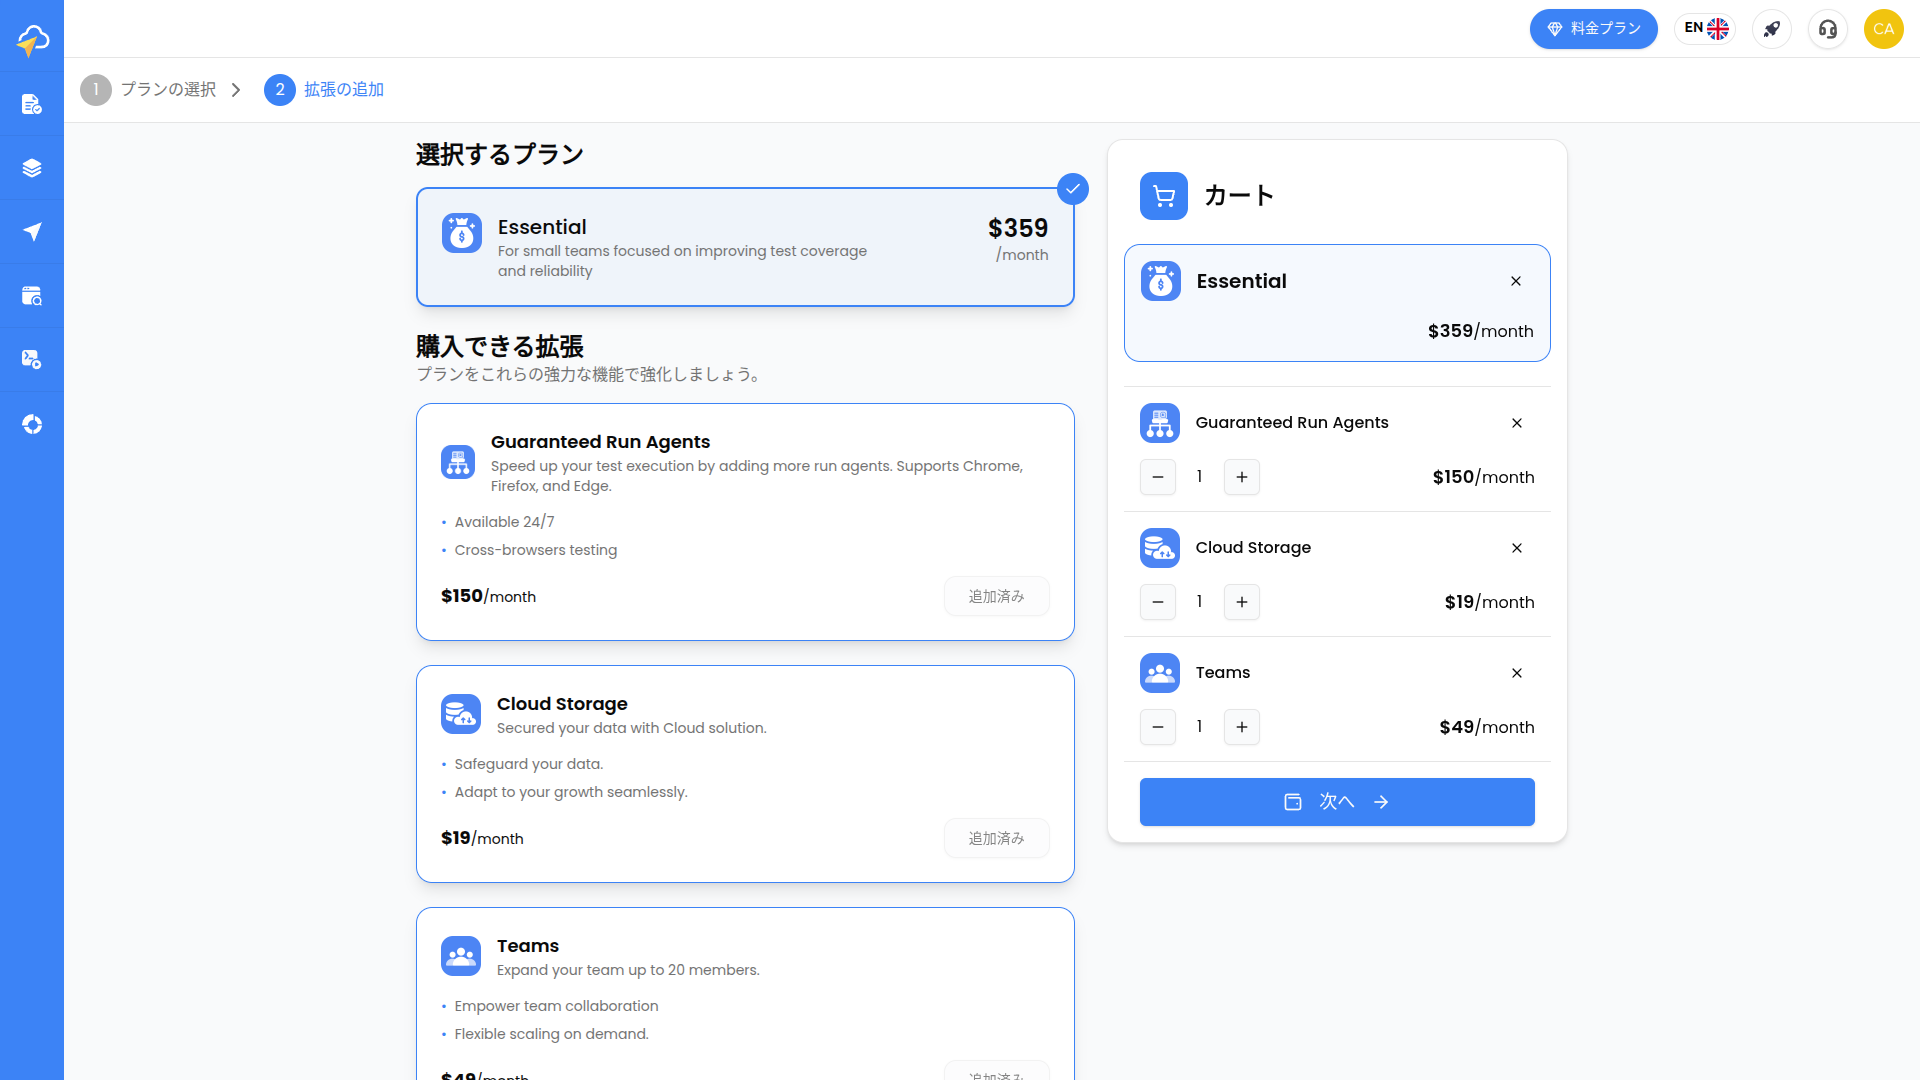 料金プラン
EN
CA
1 プランの選択
2 拡張の追加
選択するプラン
Essential
For small teams focused on improving test coverage
and reliability
$359
/month
購入できる拡張
プランをこれらの強力な機能で強化しましょう。
Guaranteed Run Agents
Speed up your test execution by adding more run agents. Supports Chrome,
Firefox, and Edge.
• Available 24/7
• Cross-browsers testing
$150/month
追加済み
Cloud Storage
Secured your data with Cloud solution.
• Safeguard your data.
• Adapt to your growth seamlessly.
$19/month
追加済み
Teams
Expand your team up to 20 members.
• Empower team collaboration
• Flexible scaling on demand.
$49/month
追加済み
カート
Essential
$359/month
Guaranteed Run Agents
1
$150/month
Cloud Storage
1
$19/month
Teams
1
$49/month
次へ